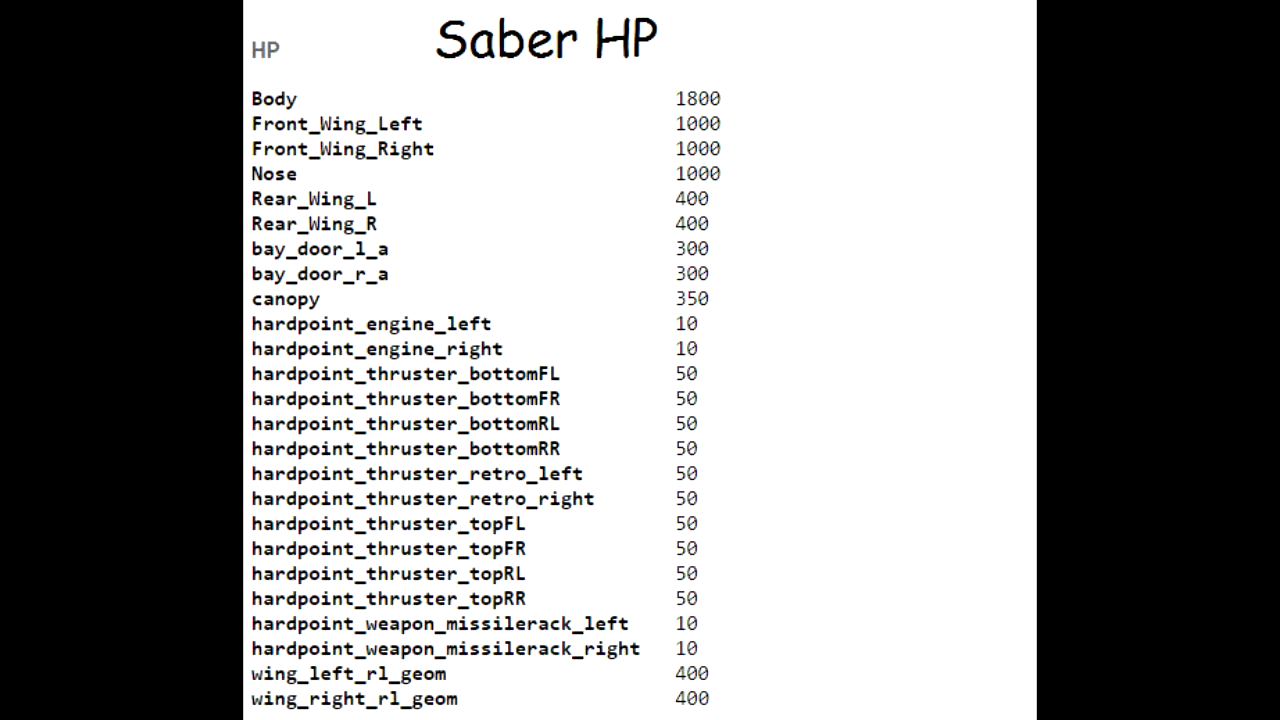 Saber HP
HP
Body 1800
Front_Wing_Left 1000
Front_Wing_Right 1000
Nose 1000
Rear_Wing_L 400
Rear_Wing_R 400
bay_door_l_a 300
bay_door_r_a 300
canopy 350
hardpoint_engine_left 10
hardpoint_engine_right 10
hardpoint_thruster_bottomFL 50
hardpoint_thruster_bottomFR 50
hardpoint_thruster_bottomRL 50
hardpoint_thruster_bottomRR 50
hardpoint_thruster_retro_left 50
hardpoint_thruster_retro_right 50
hardpoint_thruster_topFL 50
hardpoint_thruster_topFR 50
hardpoint_thruster_topRL 50
hardpoint_thruster_topRR 50
hardpoint_weapon_missilerack_left 10
hardpoint_weapon_missilerack_right 10
wing_left_rl_geom 400
wing_right_rl_geom 400